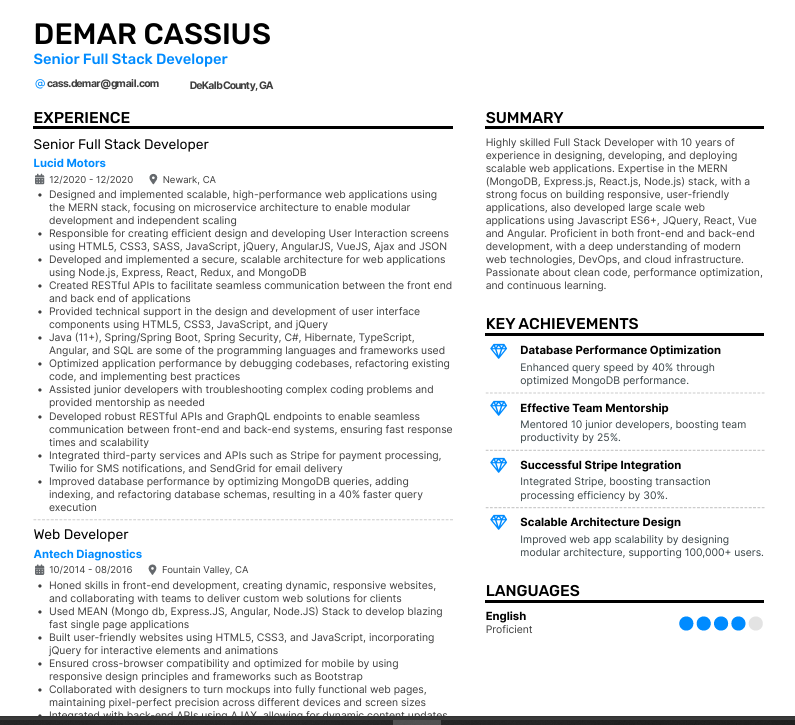 DEMAR CASSIUS
Senior Full Stack Developer
@ cass.demar@gmail.com DeKalb County, GA
EXPERIENCE
Senior Full Stack Developer
Lucid Motors
12/2020 - 12/2020 Newark, CA
• Designed and implemented scalable, high-performance web applications using
the MERN stack, focusing on microservice architecture to enable modular
development and independent scaling
• Responsible for creating efficient design and developing User Interaction screens
using HTML5, CSS3, SASS, JavaScript, jQuery, AngularJS, VueJS, Ajax and JSON
• Developed and implemented a secure, scalable architecture for web applications
using Node.js, Express, React, Redux, and MongoDB
• Created RESTful APIs to facilitate seamless communication between the front end
and back end of applications
• Provided technical support in the design and development of user interface
components using HTML5, CSS3, JavaScript, and jQuery
• Java (11+), Spring/Spring Boot, Spring Security, C#, Hibernate, TypeScript,
Angular, and SQL are some of the programming languages and frameworks used
• Optimized application performance by debugging codebases, refactoring existing
code, and implementing best practices
• Assisted junior developers with troubleshooting complex coding problems and
provided mentorship as needed
• Developed robust RESTful APIs and GraphQL endpoints to enable seamless
communication between front-end and back-end systems, ensuring fast response
times and scalability
• Integrated third-party services and APIs such as Stripe for payment processing,
Twilio for SMS notifications, and SendGrid for email delivery
• Improved database performance by optimizing MongoDB queries, adding
indexing, and refactoring database schemas, resulting in a 40% faster query
execution
Web Developer
Antech Diagnostics
10/2014 - 08/2016 Fountain Valley, CA
• Honed skills in front-end development, creating dynamic, responsive websites,
and collaborating with teams to deliver custom web solutions for clients
• Used MEAN (Mongo db, Express.JS, Angular, Node.JS) Stack to develop blazing
fast single page applications
• Built user-friendly websites using HTML5, CSS3, and JavaScript, incorporating
jQuery for interactive elements and animations
• Ensured cross-browser compatibility and optimized for mobile by using
responsive design principles and frameworks such as Bootstrap
• Collaborated with designers to turn mockups into fully functional web pages,
maintaining pixel-perfect precision across different devices and screen sizes
• Integrated with back-end APIs using AJAX, allowing for dynamic content updates
SUMMARY
Highly skilled Full Stack Developer with 10 years of
experience in designing, developing, and deploying
scalable web applications. Expertise in the MERN
(MongoDB, Express.js, React.js, Node.js) stack, with a
strong focus on building responsive, user-friendly
applications, also developed large scale web
applications using Javascript ES6+, JQuery, React, Vue
and Angular. Proficient in both front-end and back-end
development, with a deep understanding of modern
web technologies, DevOps, and cloud infrastructure.
Passionate about clean code, performance optimization,
and continuous learning.
KEY ACHIEVEMENTS
Database Performance Optimization
Enhanced query speed by 40% through
optimized MongoDB performance.
Effective Team Mentorship
Mentored 10 junior developers, boosting team
productivity by 25%.
Successful Stripe Integration
Integrated Stripe, boosting transaction
processing efficiency by 30%.
Scalable Architecture Design
Improved web app scalability by designing
modular architecture, supporting 100,000+ users.
LANGUAGES
English
Proficient